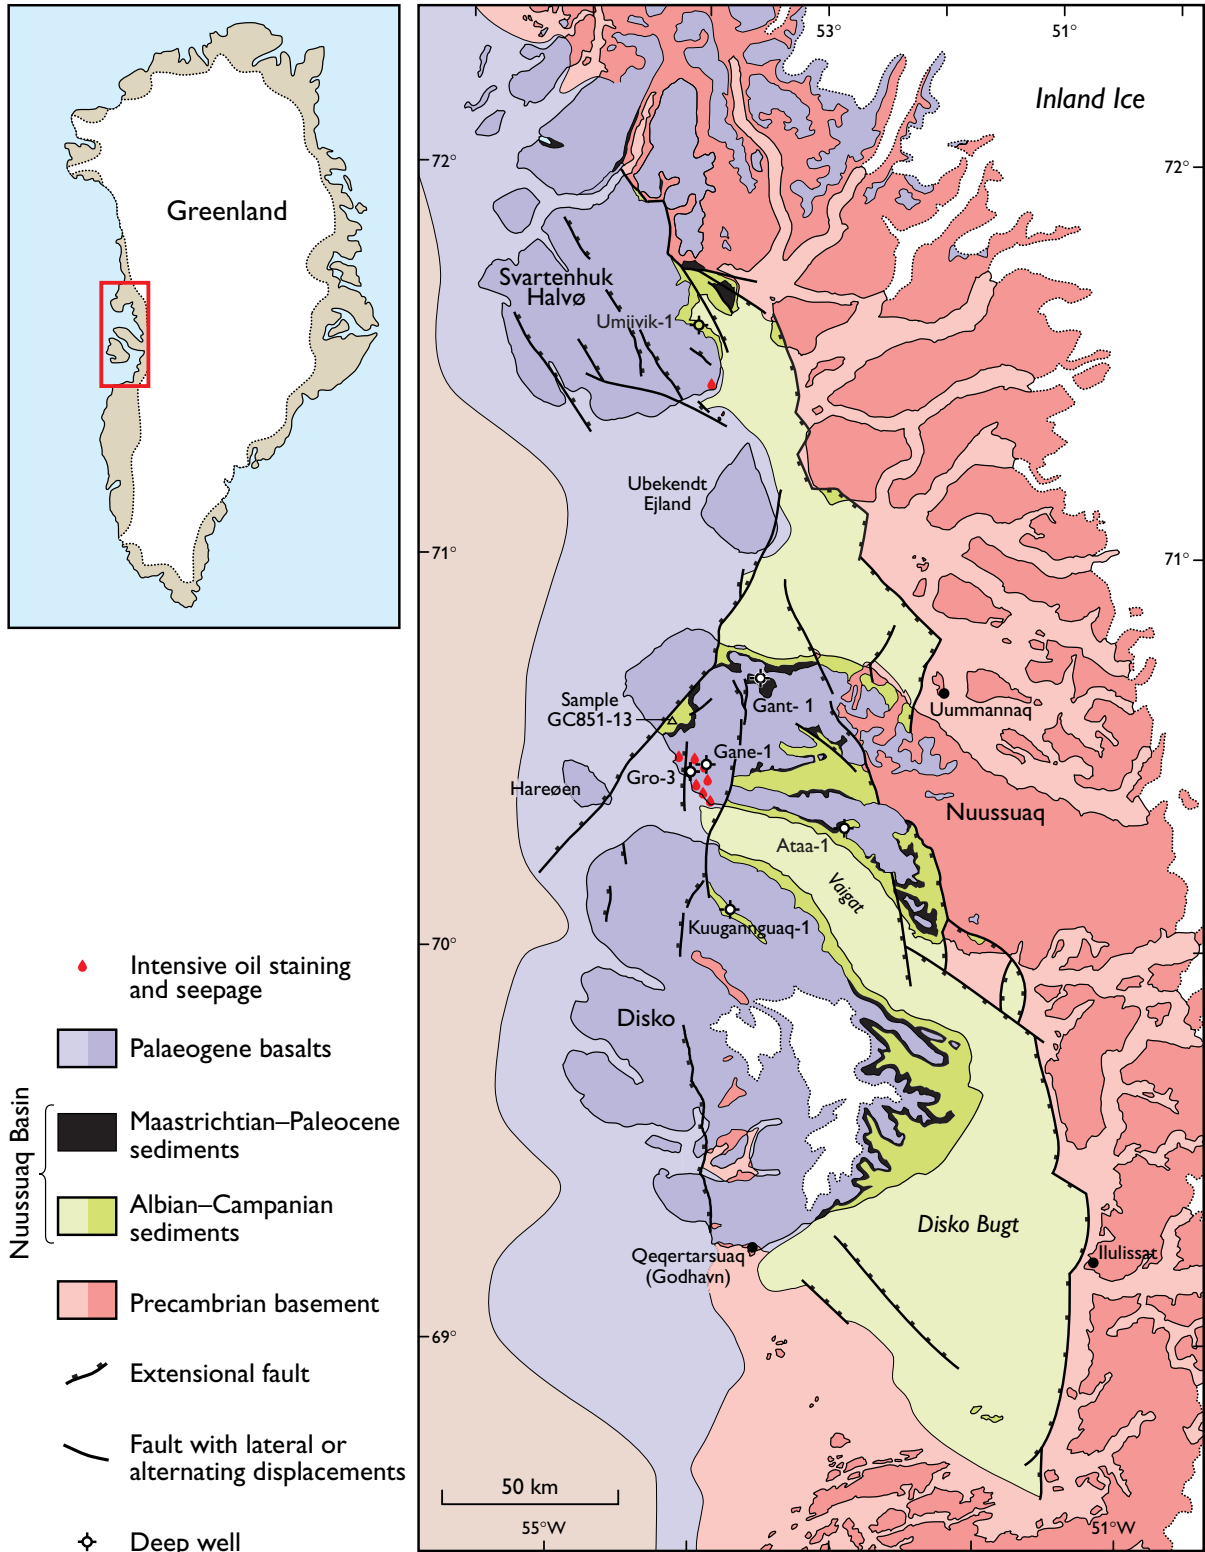 Greenland
53°
51°
Inland Ice
72°
72°
Svartenhuk
Halvø
Umiivik-1
Ubekendt
Ejland
71°
71°
Sample
GC851-13
Gant- 1
Uummannaq
Gane-1
Gro-3
Hareøen
Nuussuaq
Ataa-1
Vaigat
Kuugannguaq-1
70°
Disko
Disko Bugt
Qeqertarsuaq
(Godhavn)
Ilulissat
69°
50 km
55°W
51°W
Intensive oil staining
and seepage
Palaeogene basalts
Nuussuaq Basin
Maastrichtian–Paleocene
sediments
Albian–Campanian
sediments
Precambrian basement
Extensional fault
Fault with lateral or
alternating displacements
Deep well